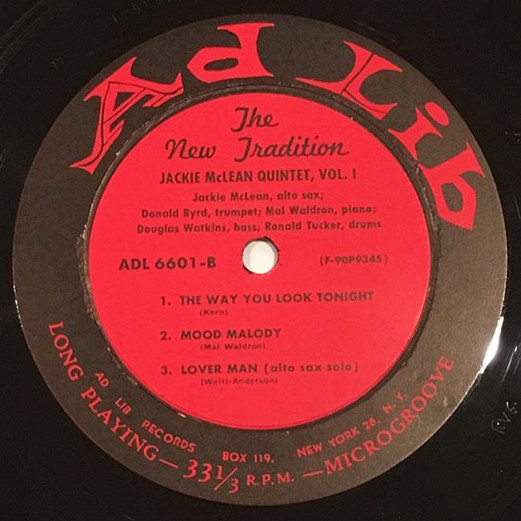 Ad Lib
The
New Tradition
JACKIE McLEAN QUINTET, VOL. I
Jackie McLean, alto sax;
Donald Byrd, trumpet; Mal Waldron, piano;
Douglas Watkins, bass; Ronald Tucker, drums
ADL 6601-B (F-90P9345)
1. THE WAY YOU LOOK TONIGHT
(Kern)
2. MOOD MALODY
(Mal Waldron)
3. LOVER MAN (alto sax solo)
(Weill-Anderson)
AD LIB RECORDS BOX 119, NEW YORK 28, N. Y.
LONG PLAYING — 33 1/3 R.P.M. — MICROGROOVE